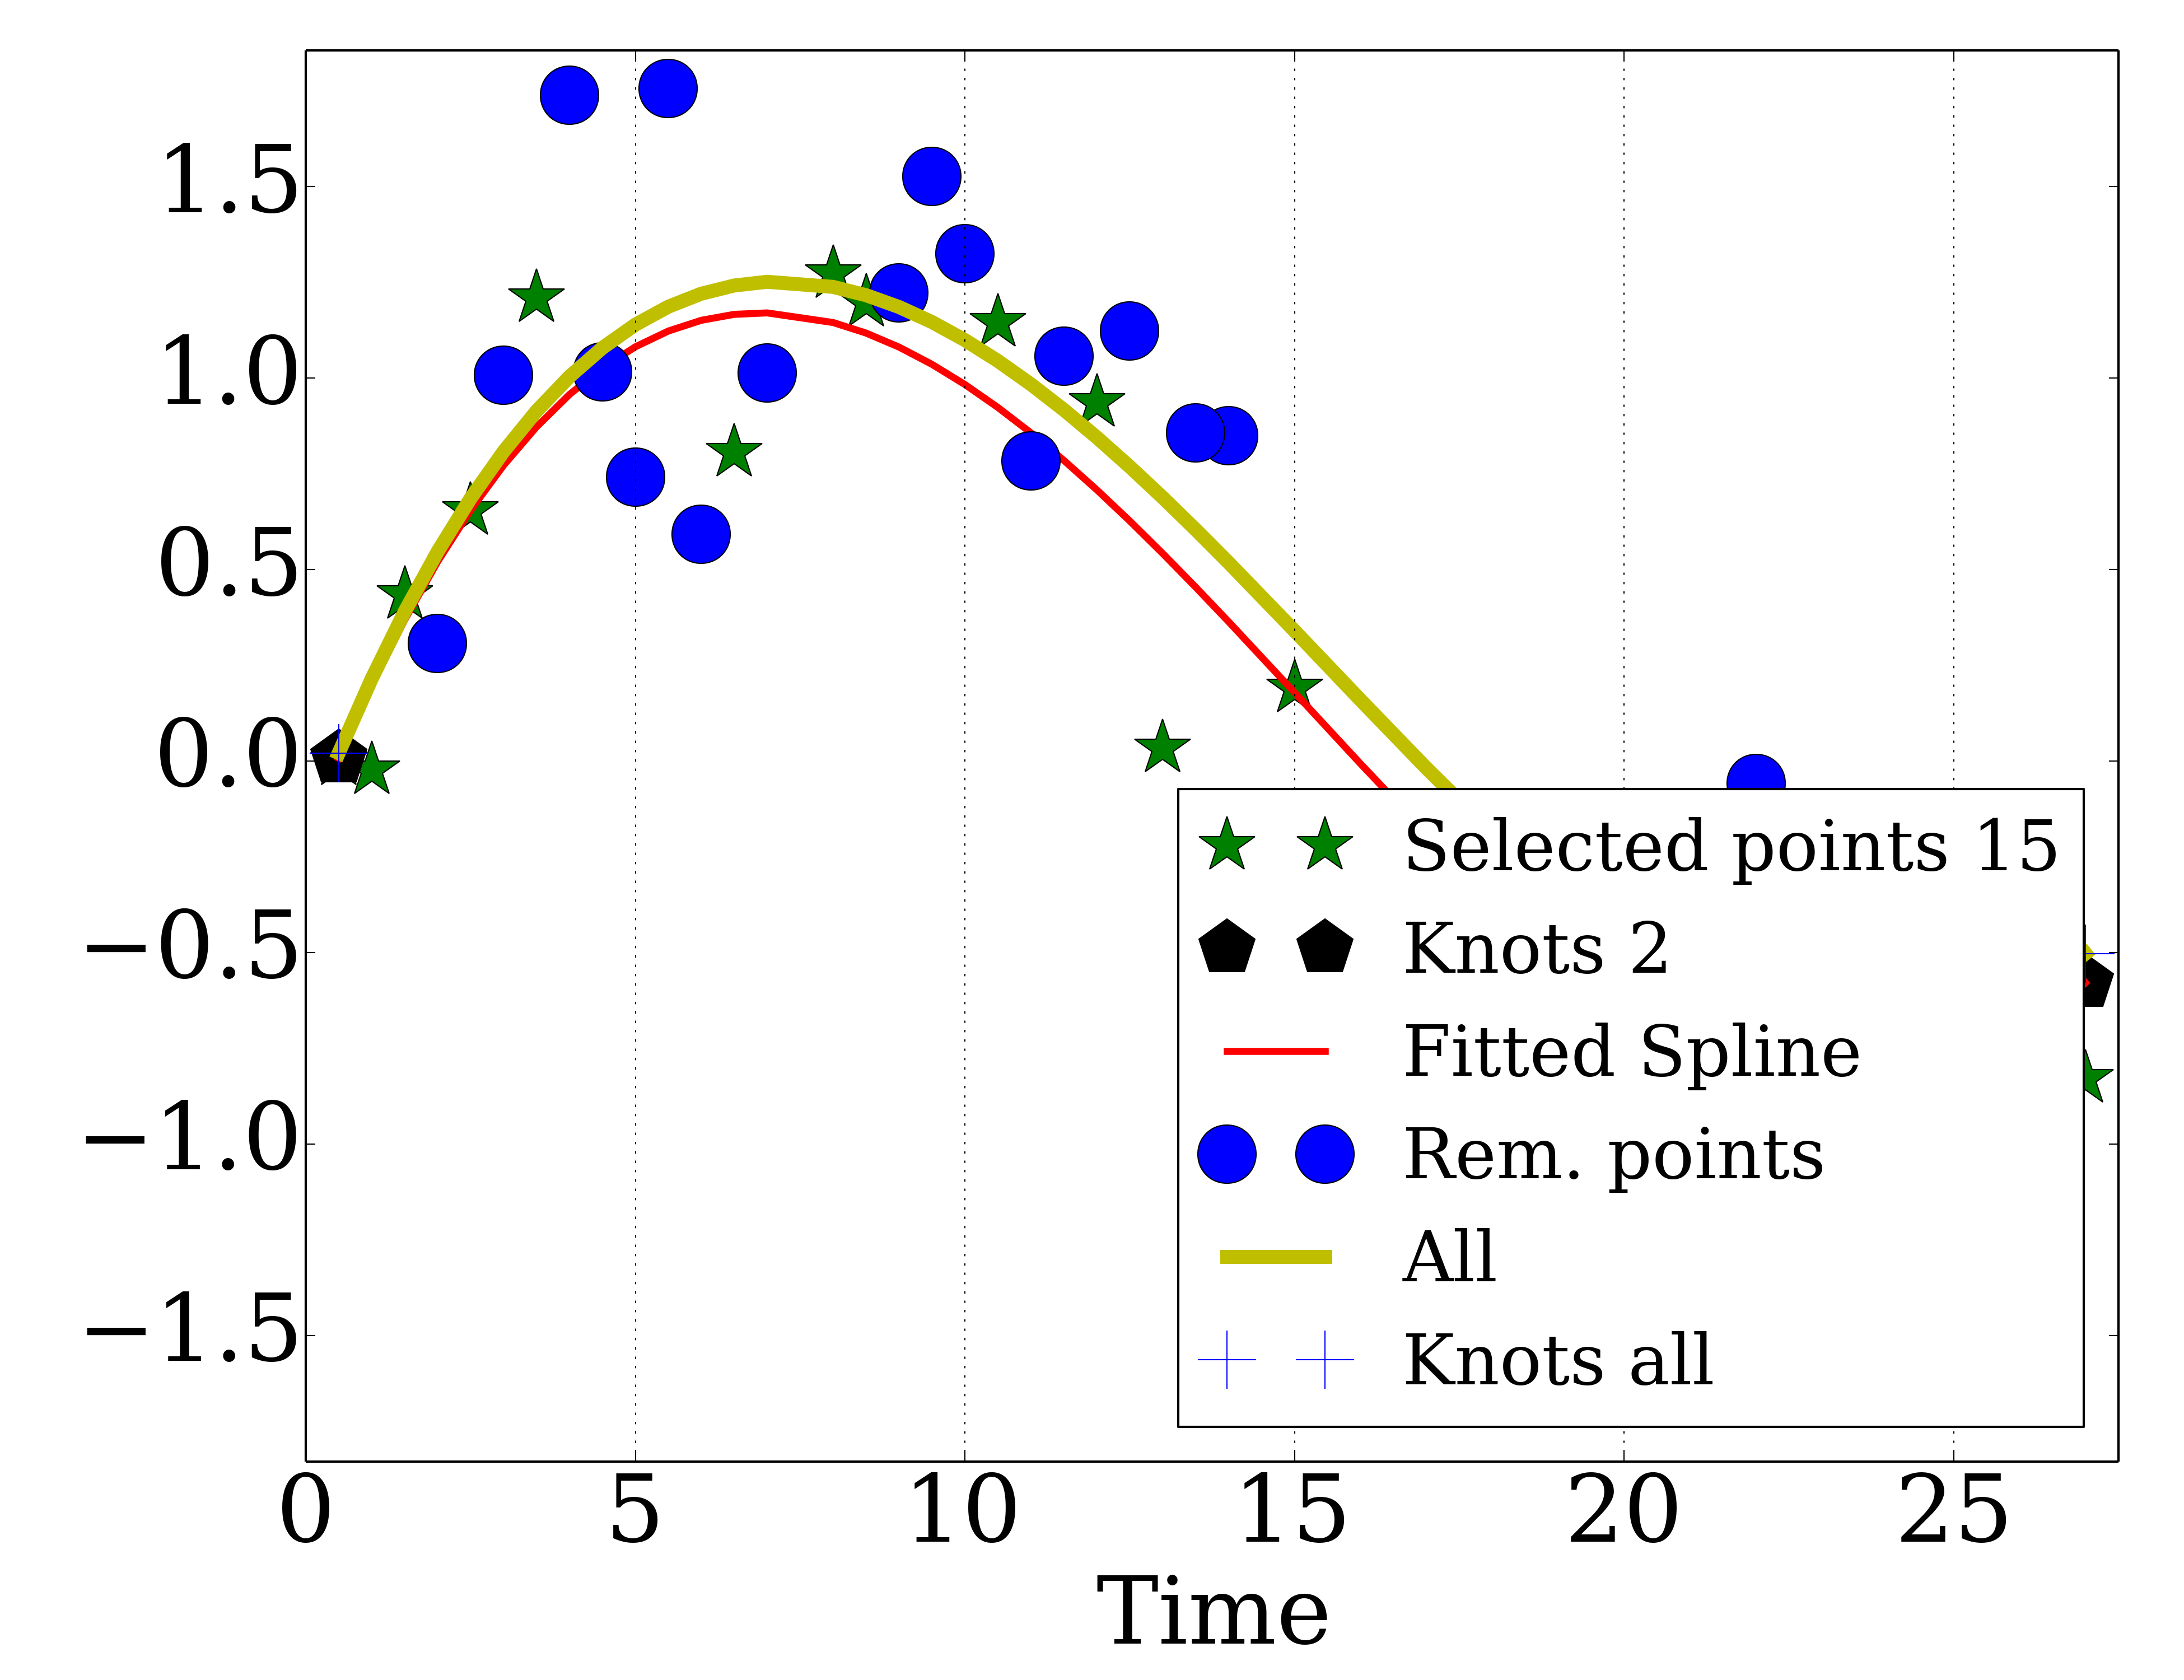 1.5
1.0
0.5
0.0
−0.5
−1.0
−1.5
Selected points 15
Knots 2
Fitted Spline
Rem. points
All
Knots all
0 5 10 15 20 25
Time